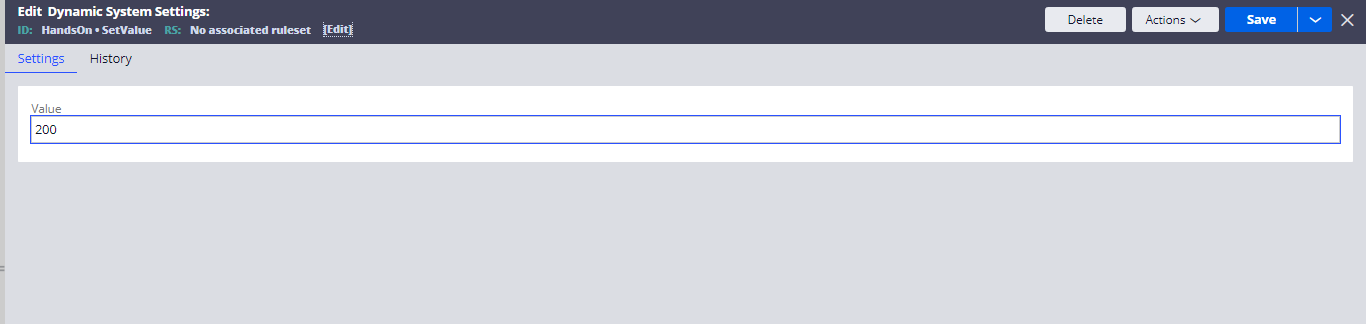 Edit Dynamic System Settings:
ID: HandsOn • SetValue RS: No associated ruleset [Edit]
Delete Actions Save
Settings History
Value
200